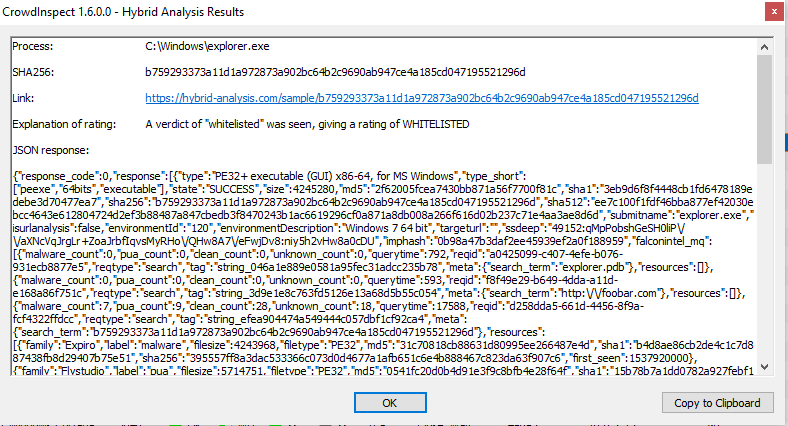 CrowdInspect 1.6.0.0 - Hybrid Analysis Results
Process: C:\Windows\explorer.exe
SHA256: b759293373a11d1a972873a902bc64b2c9690ab947ce4a185cd047195521296d
Link: https://hybrid-analysis.com/sample/b759293373a11d1a972873a902bc64b2c9690ab947ce4a185cd047195521296d
Explanation of rating: A verdict of "whitelisted" was seen, giving a rating of WHITELISTED
JSON response:
{"response_code":0,"response":[{"type":"PE32+ executable (GUI) x86-64, for MS Windows","type_short":
["peexe","64bits","executable"],"state":"SUCCESS","size":4245280,"md5":"2f62005fcea7430bb871a56f7700f81c","sha1":"3eb9d6f8f4448cb1fd6478189e
debe3d70477ea7","sha256":"b759293373a11d1a972873a902bc64b2c9690ab947ce4a185cd047195521296d","sha512":"ee7c100f1fdf46bba877ef42030e
bcc4643e612804724d2ef3b88487a847cbedb3f8470243b1ac6619296cf0a871a8db008a266f616d02b237c71e4aa3ae8d6d","submitname":"explorer.exe","
isurlanalysis":false,"environmentId":"120","environmentDescription":"Windows 7 64 bit","targeturl":"","ssdeep":"49152:qMpPobshGeSH0liP\/
\/aXNcVqJrgLr+ZoaJrbfIqvsMyRHo\/QHw8A7\/eFwjDv8:niy5h2vHw8a0cDU","imphash":"0b98a47b3daf2ee45939ef2a0f188959","falconintel_mq":
[{"malware_count":0,"pua_count":0,"clean_count":0,"unknown_count":0,"querytime":792,"reqid":"a0425099-c407-4efe-b076-
931ecb8877e5","reqtype":"search","tag":"string_046a1e889e0581a95fec31adcc235b78","meta":{"search_term":"explorer.pdb"},"resources":[]},
{"malware_count":0,"pua_count":0,"clean_count":0,"unknown_count":0,"querytime":593,"reqid":"f8f49e29-b649-4dda-a11d-
e168a86f751c","reqtype":"search","tag":"string_3d9e1e8c763fd5126e13a68d5b55c054","meta":{"search_term":"http:\/\/foobar.com"},"resources":[]},
{"malware_count":7,"pua_count":9,"clean_count":28,"unknown_count":18,"querytime":17588,"reqid":"d258dda5-661d-4456-8f9a-
fcf4322ffdcc","reqtype":"search","tag":"string_efea904474a549444c057dbf1cf92ca4","meta":
{"search_term":"b759293373a11d1a972873a902bc64b2c9690ab947ce4a185cd047195521296d"},"resources":
[{"family":"Expiro","label":"malware","filesize":4243968,"filetype":"PE32","md5":"31c70818cb88631d80995ee266487e4d","sha1":"b4d8ae86cb2de4c1c7d8
87438fb8d29407b75e51","sha256":"395557ff8a3dac533366c073d0d4677a1afb651c6e4b888467c823da63f907c6","first_seen":1537920000},
{"family":"Flystudio","label":"pua","filesize":5714751,"filetype":"PE32","md5":"0541fc20d0b4d91e3f9c8bfb4e28f64f","sha1":"15b78b7a1dd0782a927febf1
OK
Copy to Clipboard